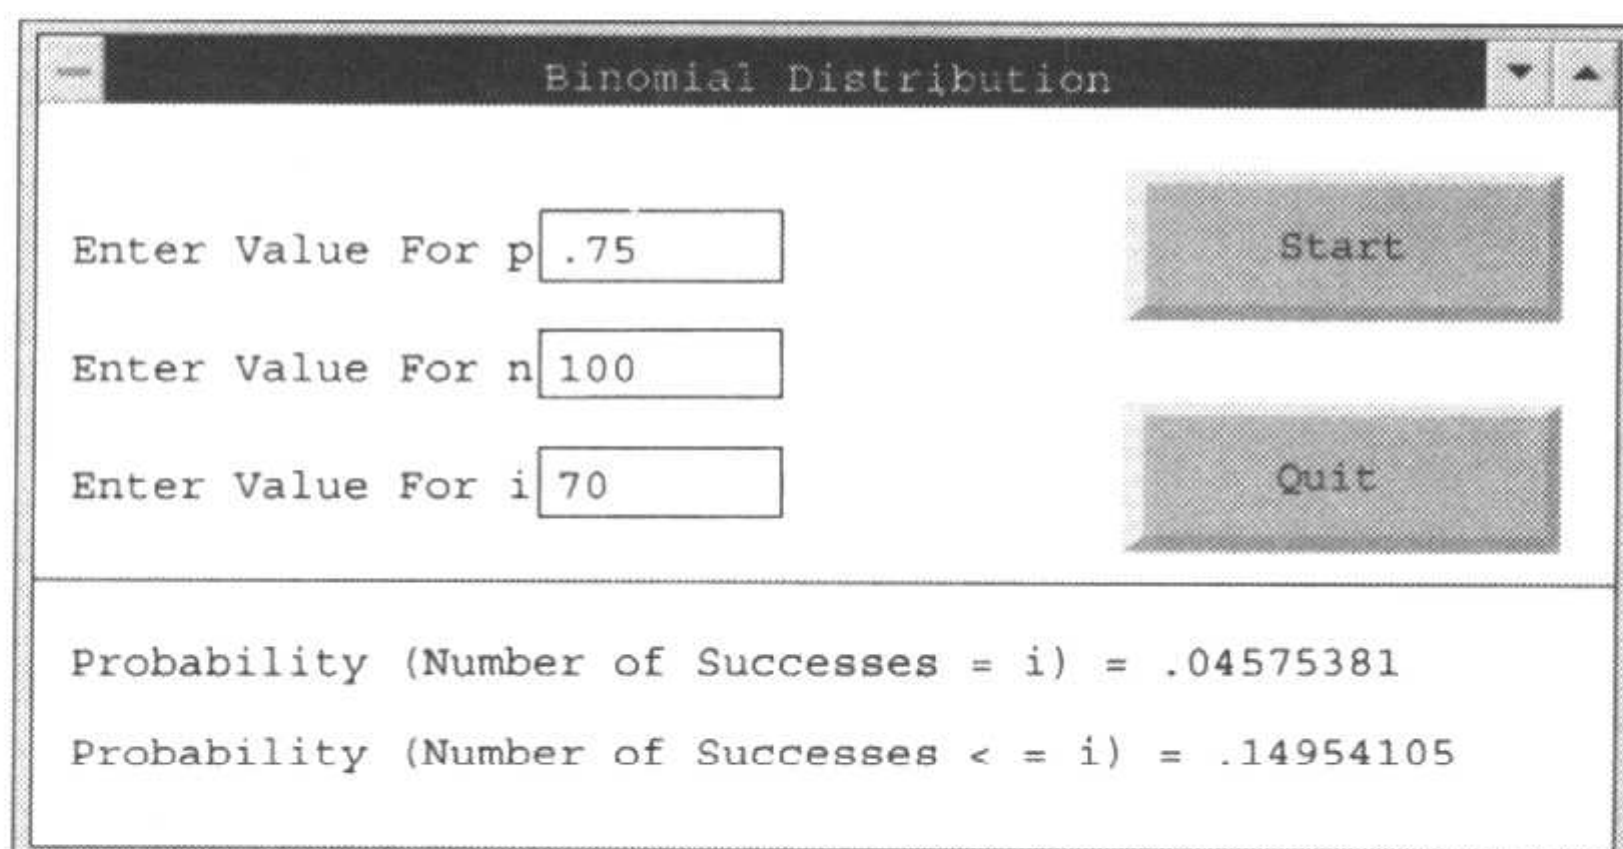 Binomial Distribution
Enter Value For p .75
Start
Enter Value For n 100
Enter Value For i 70
Quit
Probability (Number of Successes = i) = .04575381
Probability (Number of Successes < = i) = .14954105